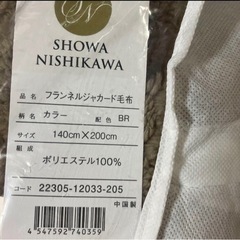 SN
SHOWA
NISHIKAWA
品名 フランネルジャカード毛布
柄名 カラー 配色 BR
サイズ 140cm×200cm
組成
ポリエステル100%
コード 22305-12033-205
中国製
4 547592 740359